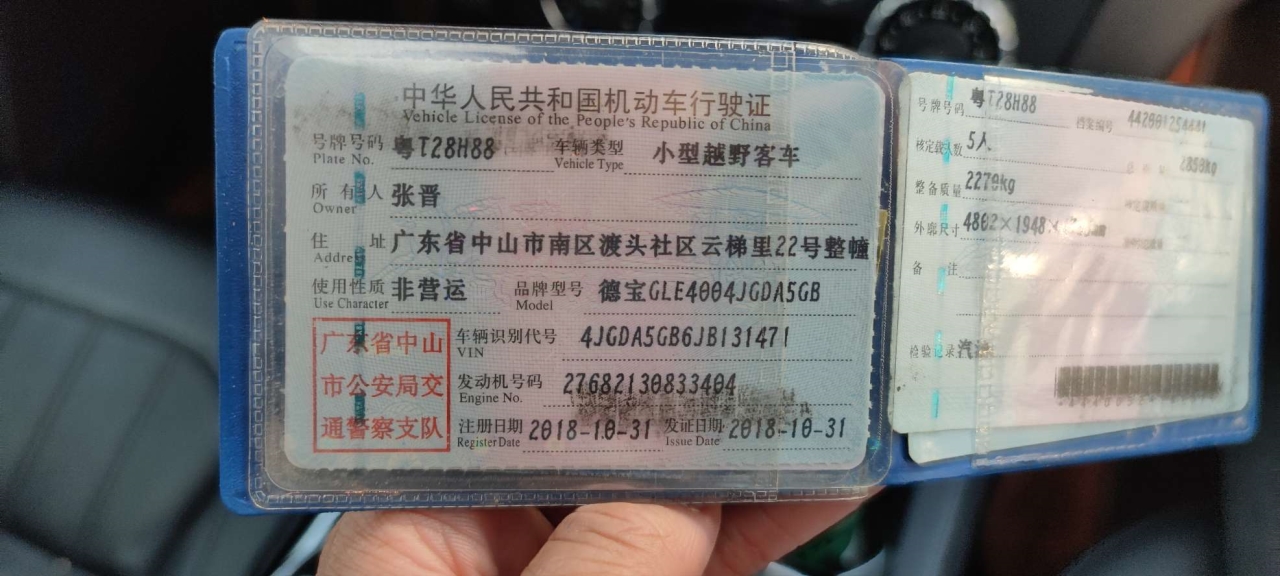 中华人民共和国机动车行驶证
Vehicle License of the People's Republic of China
号牌号码 粤T28H88 车辆类型 小型越野客车
Plate No. Vehicle Type
所有人 张晋
Owner
住址 广东省中山市南区渡头社区云梯里22号整幢
Addre
使用性质 非营运 品牌型号 德宝GLE4004JGDA5GB
Use Character Model
广东省中山
市公安局交
通警察支队
车辆识别代号 4JGDA5GB6JB131471
VIN
发动机号码 27682130833404
Engine No.
注册日期 2018-10-31 发证日期 2018-10-31
Register Date Issue Date
号牌号码 粤T28H88 档案编号
核定载人数 5人
整备质量 2270kg
外廓尺寸 4802×1948×
备注
检验记录 汽油